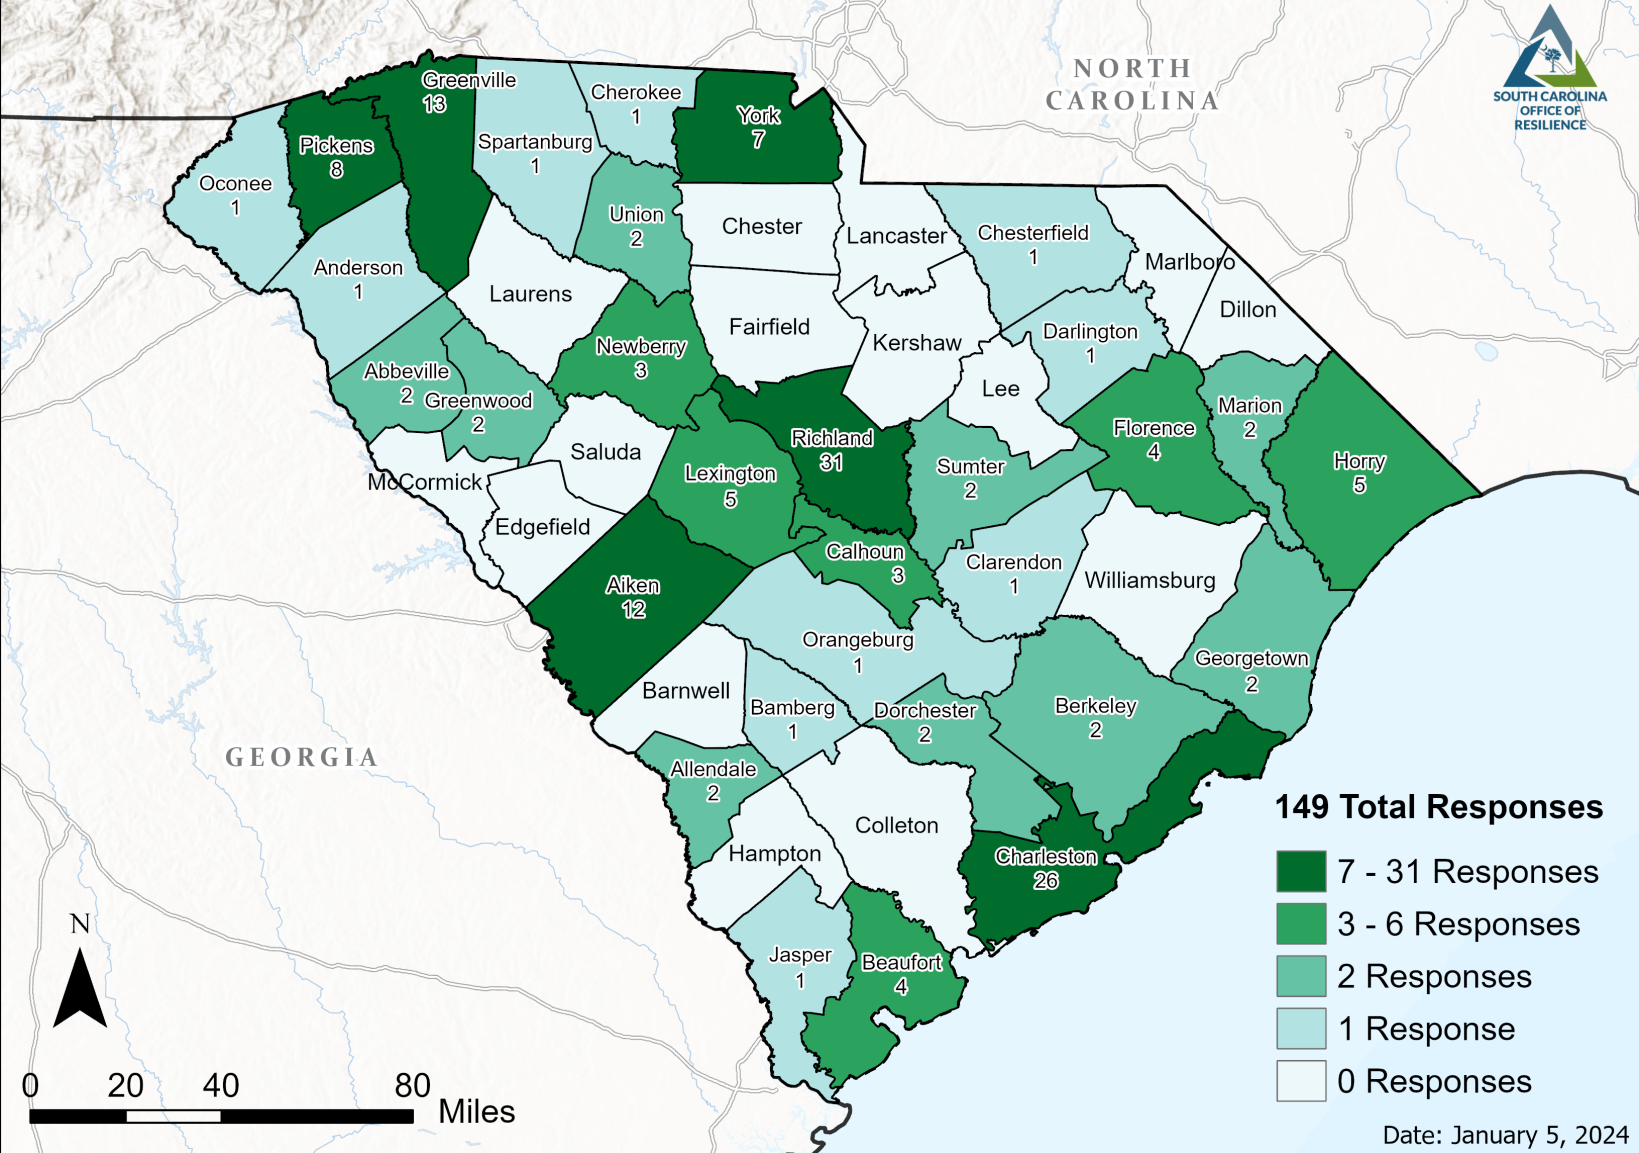 NORTH
CAROLINA
SOUTH CAROLINA
OFFICE OF
RESILIENCE
Greenville
13
Cherokee
1
York
7
Pickens
8
Spartanburg
1
Oconee
1
Union
2
Chester
Lancaster
Chesterfield
1
Marlboro
Anderson
1
Laurens
Dillon
Fairfield
Kershaw
Darlington
1
Newberry
3
Abbeville
2
Greenwood
2
Lee
Marion
2
Florence
4
Richland
31
Saluda
Lexington
5
Sumter
2
Horry
5
McCormick
Edgefield
Calhoun
3
Clarendon
1
Williamsburg
Aiken
12
Orangeburg
1
Georgetown
2
Barnwell
Bamberg
1
Dorchester
2
Berkeley
2
GEORGIA
Allendale
2
Colleton
Hampton
Charleston
26
Jasper
1
Beaufort
4
149 Total Responses
7 - 31 Responses
3 - 6 Responses
2 Responses
1 Response
0 Responses
N
0 20 40 80
Miles
Date: January 5, 2024